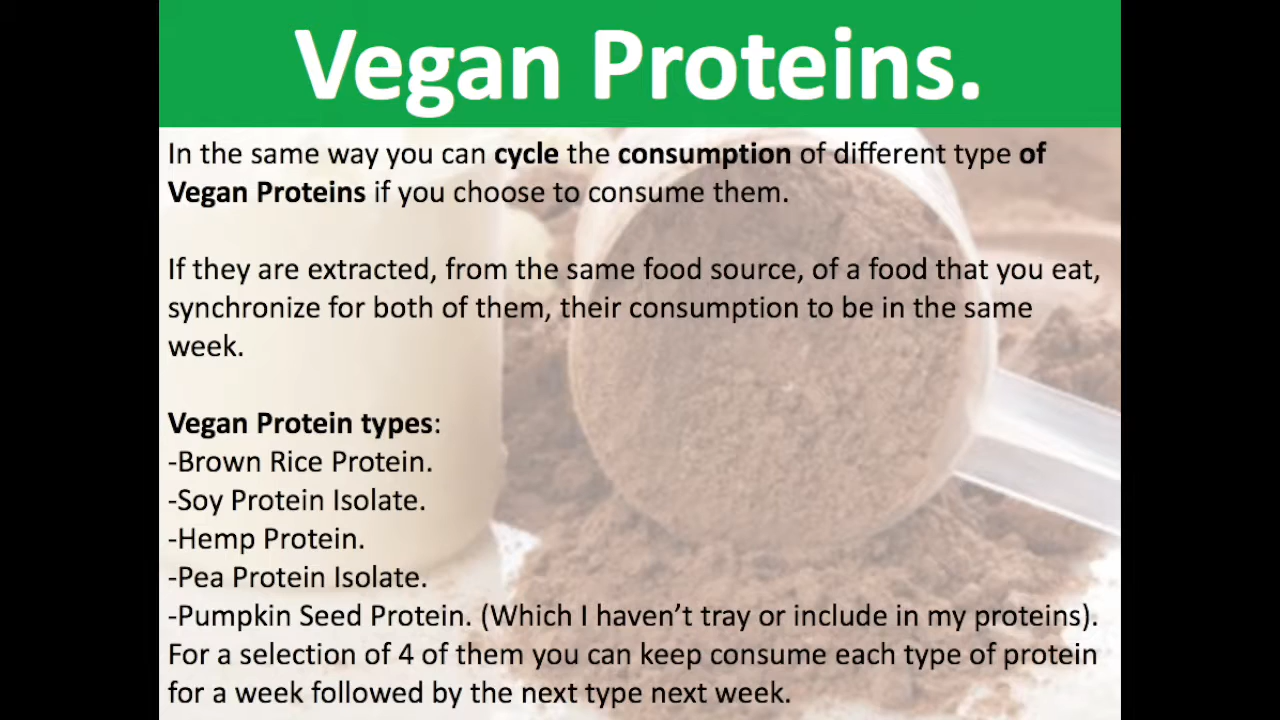 Vegan Proteins.
In the same way you can cycle the consumption of different type of
Vegan Proteins if you choose to consume them.
If they are extracted, from the same food source, of a food that you eat,
synchronize for both of them, their consumption to be in the same
week.
Vegan Protein types:
-Brown Rice Protein.
-Soy Protein Isolate.
-Hemp Protein.
-Pea Protein Isolate.
-Pumpkin Seed Protein. (Which I haven’t tray or include in my proteins).
For a selection of 4 of them you can keep consume each type of protein
for a week followed by the next type next week.